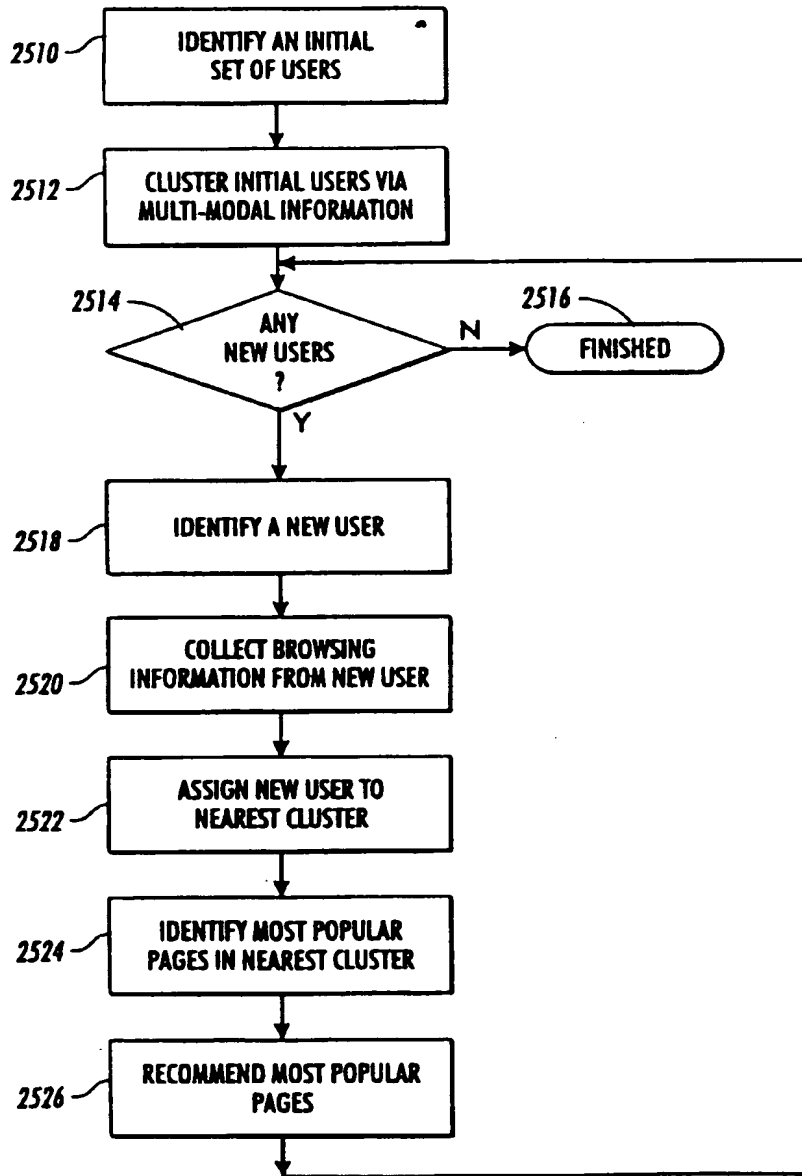 2510
IDENTIFY AN INITIAL
SET OF USERS
2512
CLUSTER INITIAL USERS VIA
MULTI-MODAL INFORMATION
2514
ANY
NEW USERS
?
N
2516
FINISHED
Y
2518
IDENTIFY A NEW USER
2520
COLLECT BROWSING
INFORMATION FROM NEW USER
2522
ASSIGN NEW USER TO
NEAREST CLUSTER
2524
IDENTIFY MOST POPULAR
PAGES IN NEAREST CLUSTER
2526
RECOMMEND MOST POPULAR
PAGES